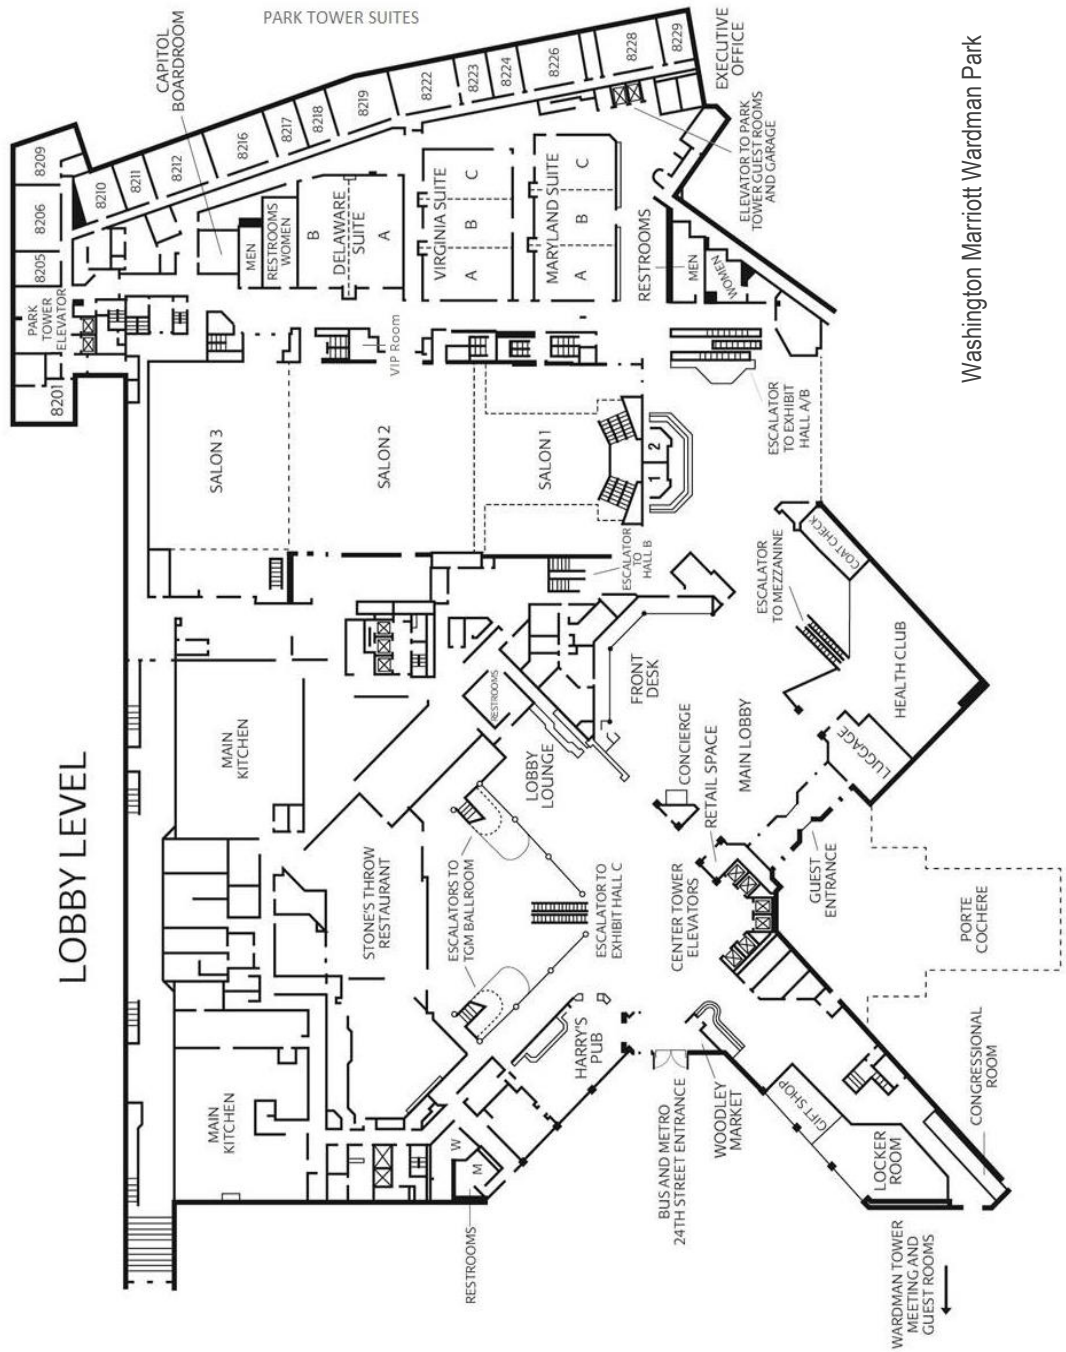 PARK TOWER SUITES
CAPITOL
BOARDROOM
8229
8228
8226
8224
8223
8222
8219
8218
8217
8216
8212
8211
8210
8209
8206
8205
PARK
TOWER
ELEVATOR
8201
EXECUTIVE
OFFICE
ELEVATOR TO PARK
TOWER GUEST ROOMS
AND GARAGE
Washington Marriott Wardman Park
MEN
RESTROOMS
WOMEN
B
DELAWARE
SUITE
A
VIRGINIA SUITE
A
B
C
MARYLAND SUITE
A
B
C
RESTROOMS
MEN
WOMEN
VIP Room
SALON 3
SALON 2
SALON 1
1
2
ESCALATOR
TO EXHIBIT
HALL A/B
ESCALATOR
TO
HALL B
ESCALATOR
TO MEZZANINE
COAT CHECK
HEALTH CLUB
LUGGAGE
FRONT
DESK
RESTROOMS
LOBBY
LOUNGE
CONCIERGE
RETAIL SPACE
MAIN LOBBY
LOBBY LEVEL
MAIN
KITCHEN
STONE'S THROW
RESTAURANT
ESCALATORS TO
TGM BALLROOM
ESCALATOR TO
EXHIBIT HALL C
CENTER TOWER
ELEVATORS
GUEST
ENTRANCE
PORTE
COCHERE
MAIN
KITCHEN
HARRY'S
PUB
W
M
RESTROOMS
BUS AND METRO
24TH STREET ENTRANCE
WOODLEY
MARKET
GIFT SHOP
LOCKER
ROOM
CONGRESSIONAL
ROOM
WARDMAN TOWER
MEETING AND
GUEST ROOMS